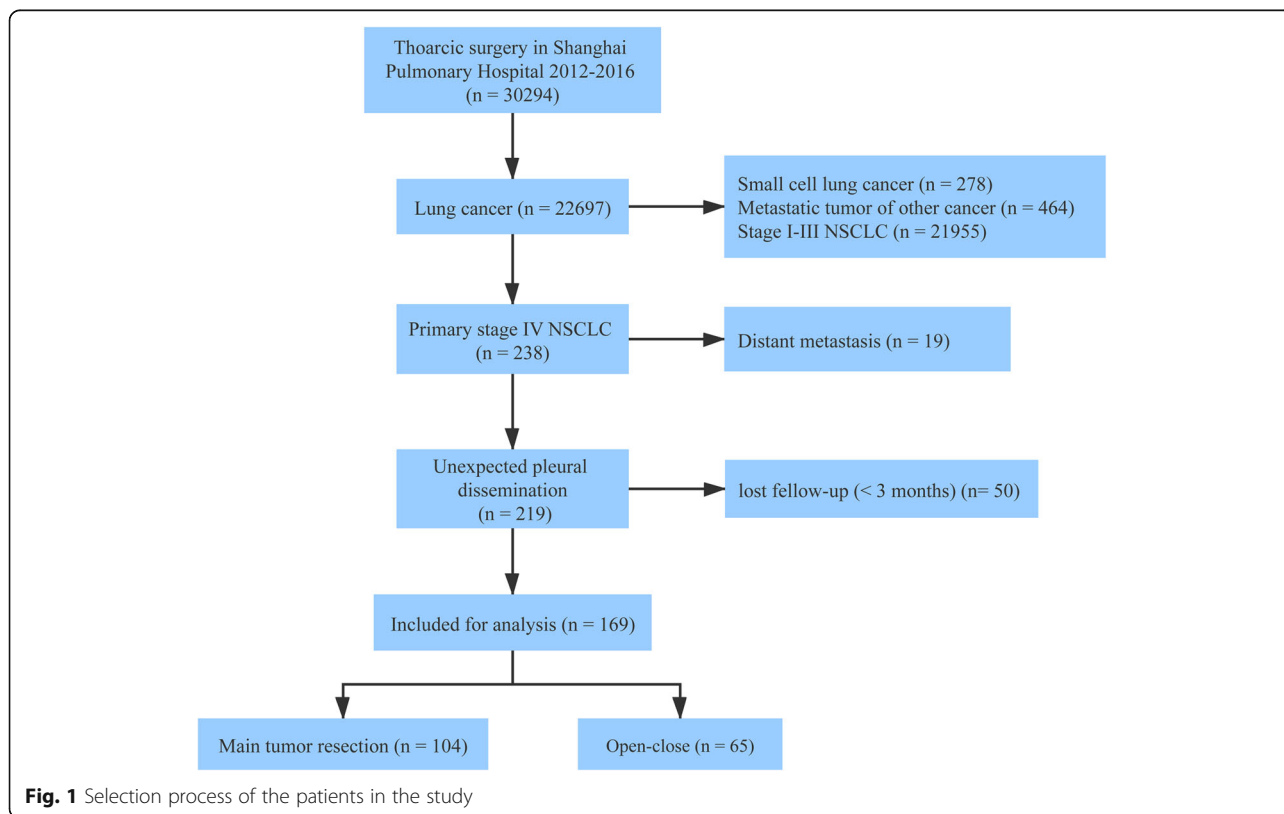 Thoarcic surgery in Shanghai
Pulmonary Hospital 2012-2016
(n = 30294)
Lung cancer (n = 22697)
Small cell lung cancer (n = 278)
Metastatic tumor of other cancer (n = 464)
Stage I-III NSCLC (n = 21955)
Primary stage IV NSCLC
(n = 238)
Distant metastasis (n = 19)
Unexpected pleural
dissemination
(n = 219)
lost fellow-up (< 3 months) (n= 50)
Included for analysis (n = 169)
Main tumor resection (n = 104)
Open-close (n = 65)
Fig. 1 Selection process of the patients in the study